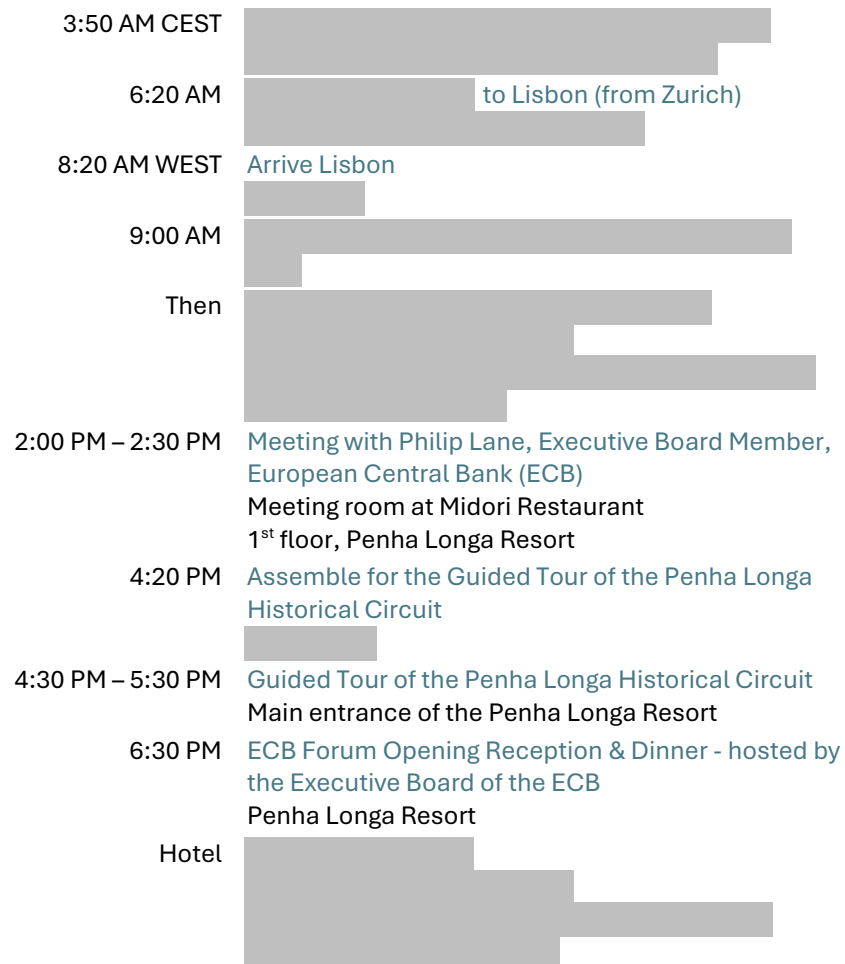 3:50 AM CEST
6:20 AM to Lisbon (from Zurich)
8:20 AM WEST Arrive Lisbon
9:00 AM
Then
2:00 PM – 2:30 PM Meeting with Philip Lane, Executive Board Member,
European Central Bank (ECB)
Meeting room at Midori Restaurant
1st floor, Penha Longa Resort
4:20 PM Assemble for the Guided Tour of the Penha Longa
Historical Circuit
4:30 PM – 5:30 PM Guided Tour of the Penha Longa Historical Circuit
Main entrance of the Penha Longa Resort
6:30 PM ECB Forum Opening Reception & Dinner - hosted by
the Executive Board of the ECB
Penha Longa Resort
Hotel